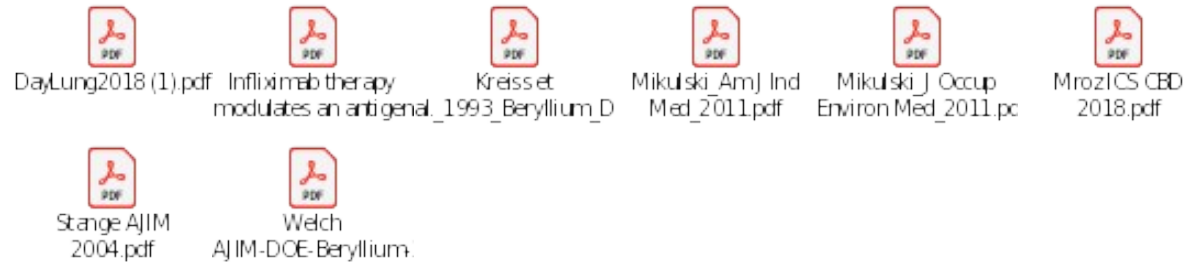 PDF PDF PDF PDF PDF PDF
DayLung2018 (1).pdf Infliximab therapy Kreiss et Mikulski_Am J Ind Mikulski_J Occup Mroz ICS CBD
modulates an antigen al._1993_Beryllium_D Med_2011.pdf Environ Med_2011.pd 2018.pdf
PDF PDF
Stange AJIM Welch
2004.pdf AJIM-DOE-Beryllium-